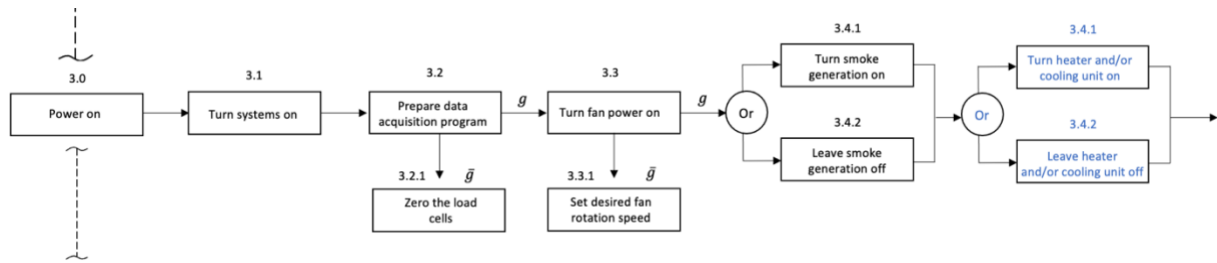 3.0
Power on
3.1
Turn systems on
3.2
Prepare data
acquisition program
g
3.2.1
ḡ
Zero the load
cells
3.3
Turn fan power on
g
3.3.1
ḡ
Set desired fan
rotation speed
Or
3.4.1
Turn smoke
generation on
3.4.2
Leave smoke
generation off
Or
3.4.1
Turn heater and/or
cooling unit on
3.4.2
Leave heater
and/or cooling unit off